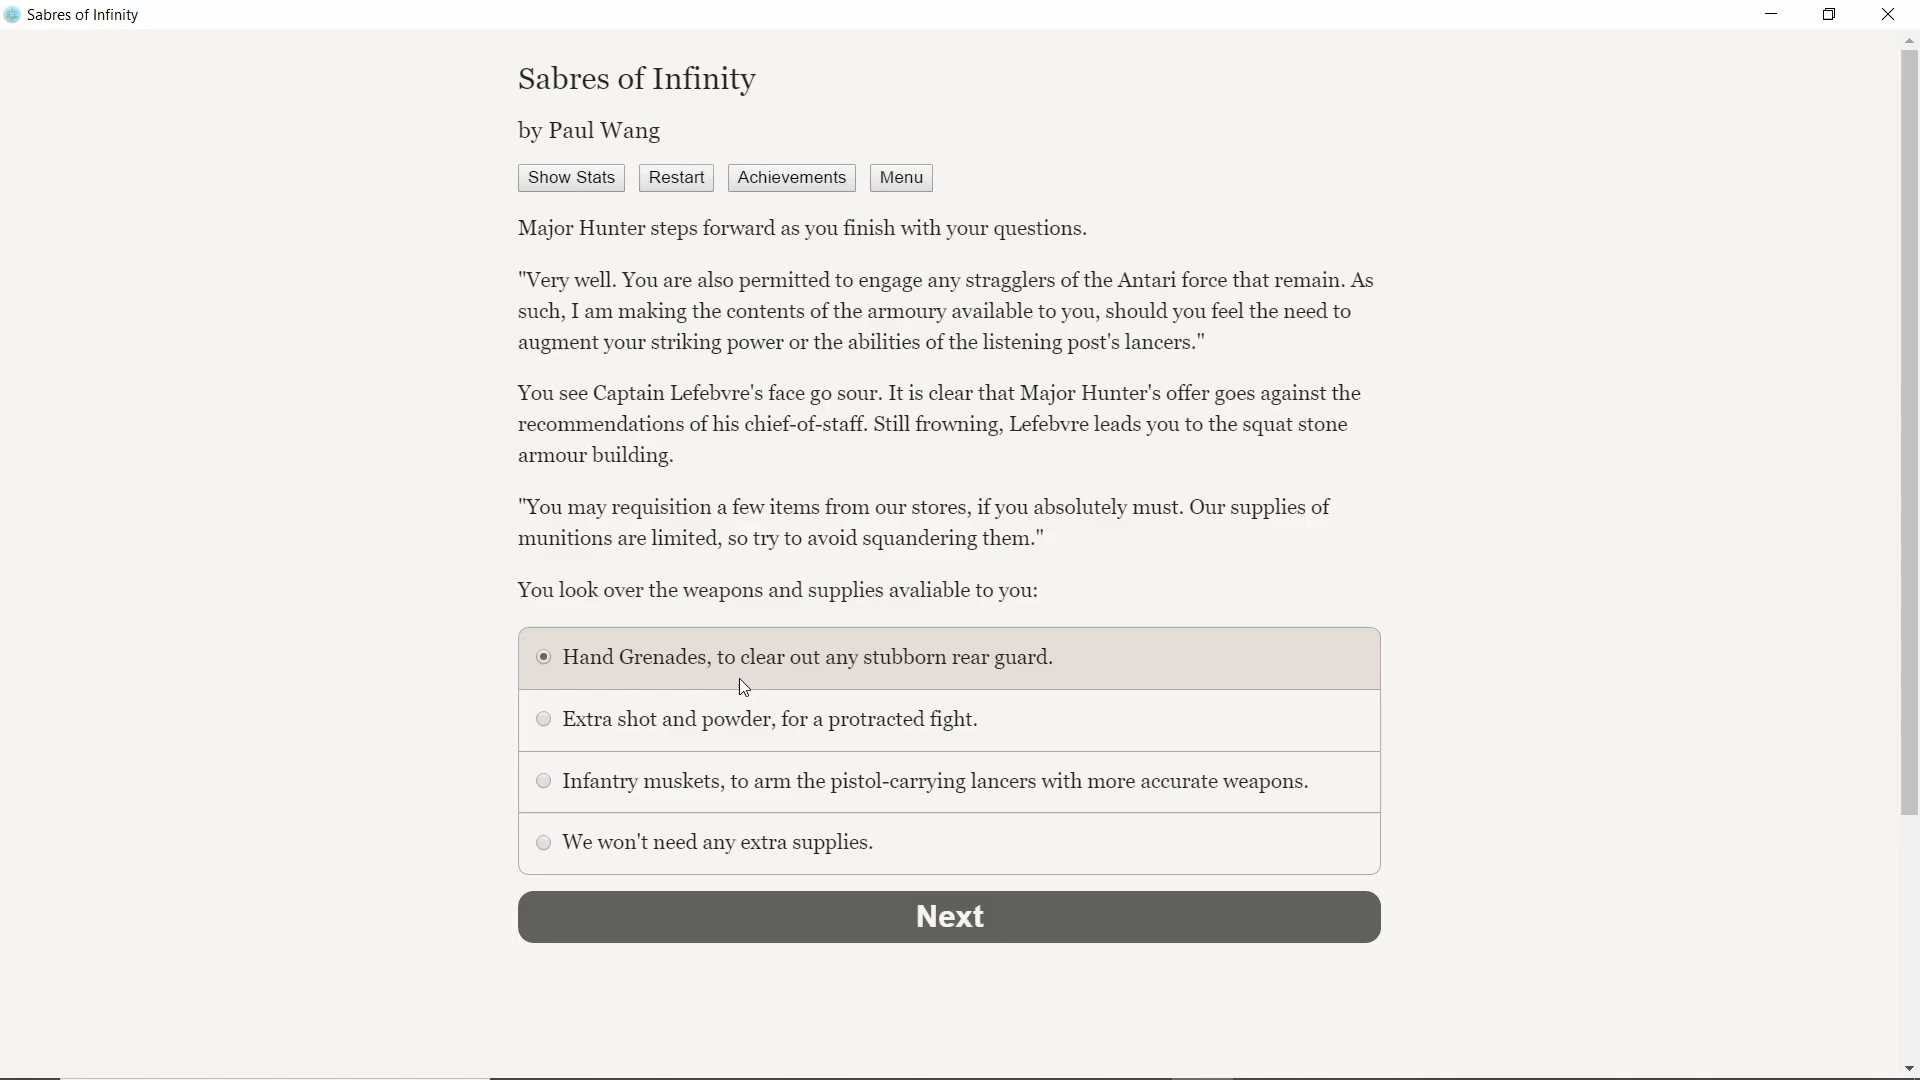 Sabres of Infinity
Sabres of Infinity
by Paul Wang
Show Stats Restart Achievements Menu
Major Hunter steps forward as you finish with your questions.
"Very well. You are also permitted to engage any stragglers of the Antari force that remain. As
such, I am making the contents of the armoury available to you, should you feel the need to
augment your striking power or the abilities of the listening post's lancers."
You see Captain Lefebvre's face go sour. It is clear that Major Hunter's offer goes against the
recommendations of his chief-of-staff. Still frowning, Lefebvre leads you to the squat stone
armour building.
"You may requisition a few items from our stores, if you absolutely must. Our supplies of
munitions are limited, so try to avoid squandering them."
You look over the weapons and supplies avaliable to you:
Hand Grenades, to clear out any stubborn rear guard.
Extra shot and powder, for a protracted fight.
Infantry muskets, to arm the pistol-carrying lancers with more accurate weapons.
We won't need any extra supplies.
Next